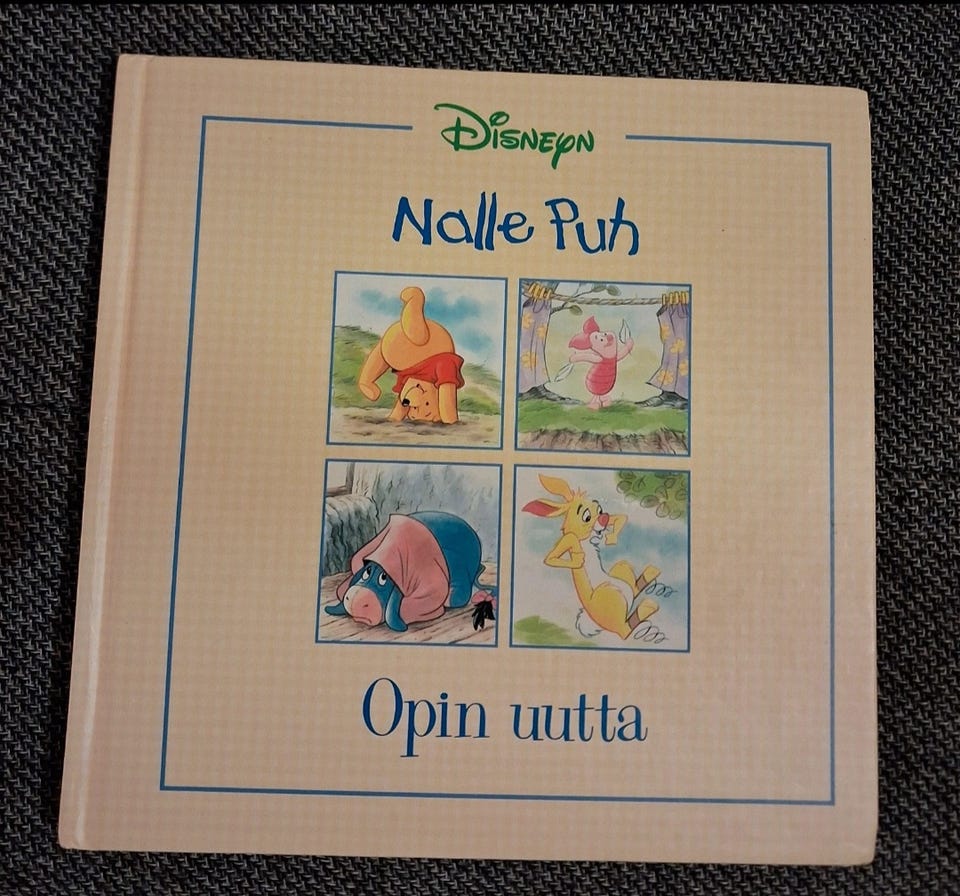 Disneyn
Nalle Puh
Opin uutta